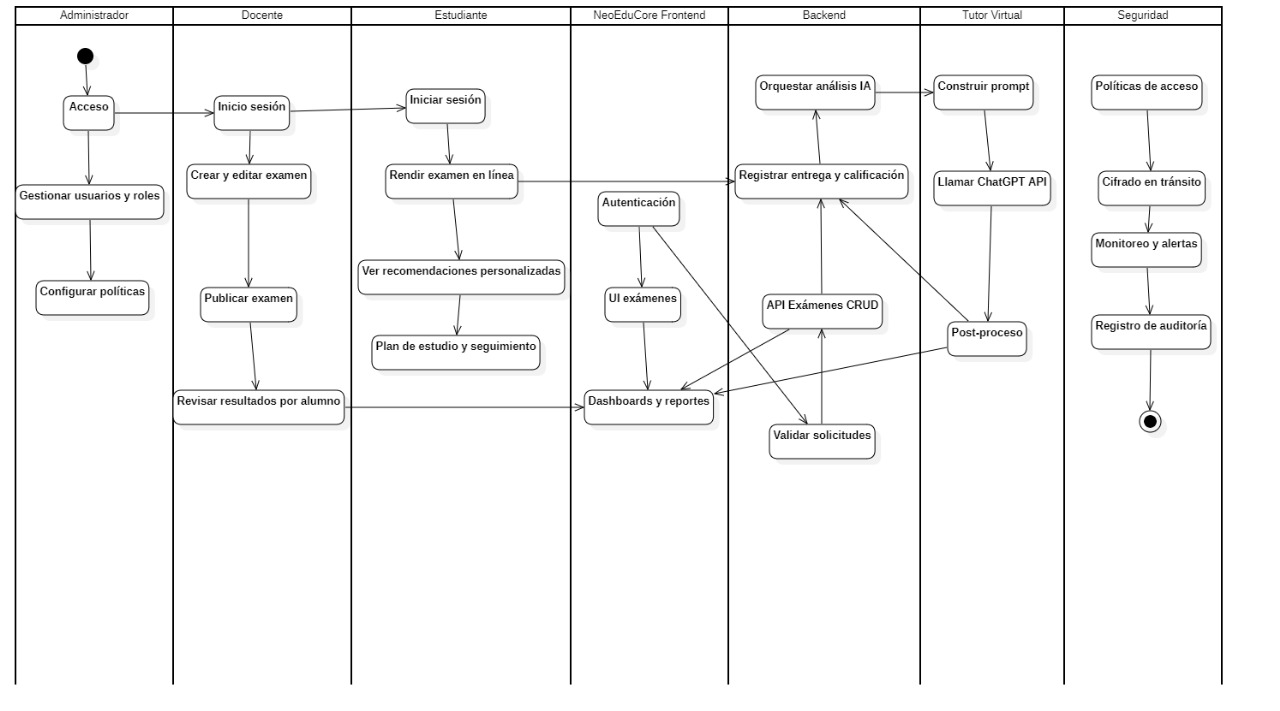 Administrador
Docente
Estudiante
NeoEduCore Frontend
Backend
Tutor Virtual
Seguridad
Acceso
Gestionar usuarios y roles
Configurar políticas
Inicio sesión
Crear y editar examen
Publicar examen
Revisar resultados por alumno
Iniciar sesión
Rendir examen en línea
Ver recomendaciones personalizadas
Plan de estudio y seguimiento
Autenticación
UI exámenes
Dashboards y reportes
Orquestar análisis IA
Registrar entrega y calificación
API Exámenes CRUD
Validar solicitudes
Construir prompt
Llamar ChatGPT API
Post-proceso
Políticas de acceso
Cifrado en tránsito
Monitoreo y alertas
Registro de auditoría